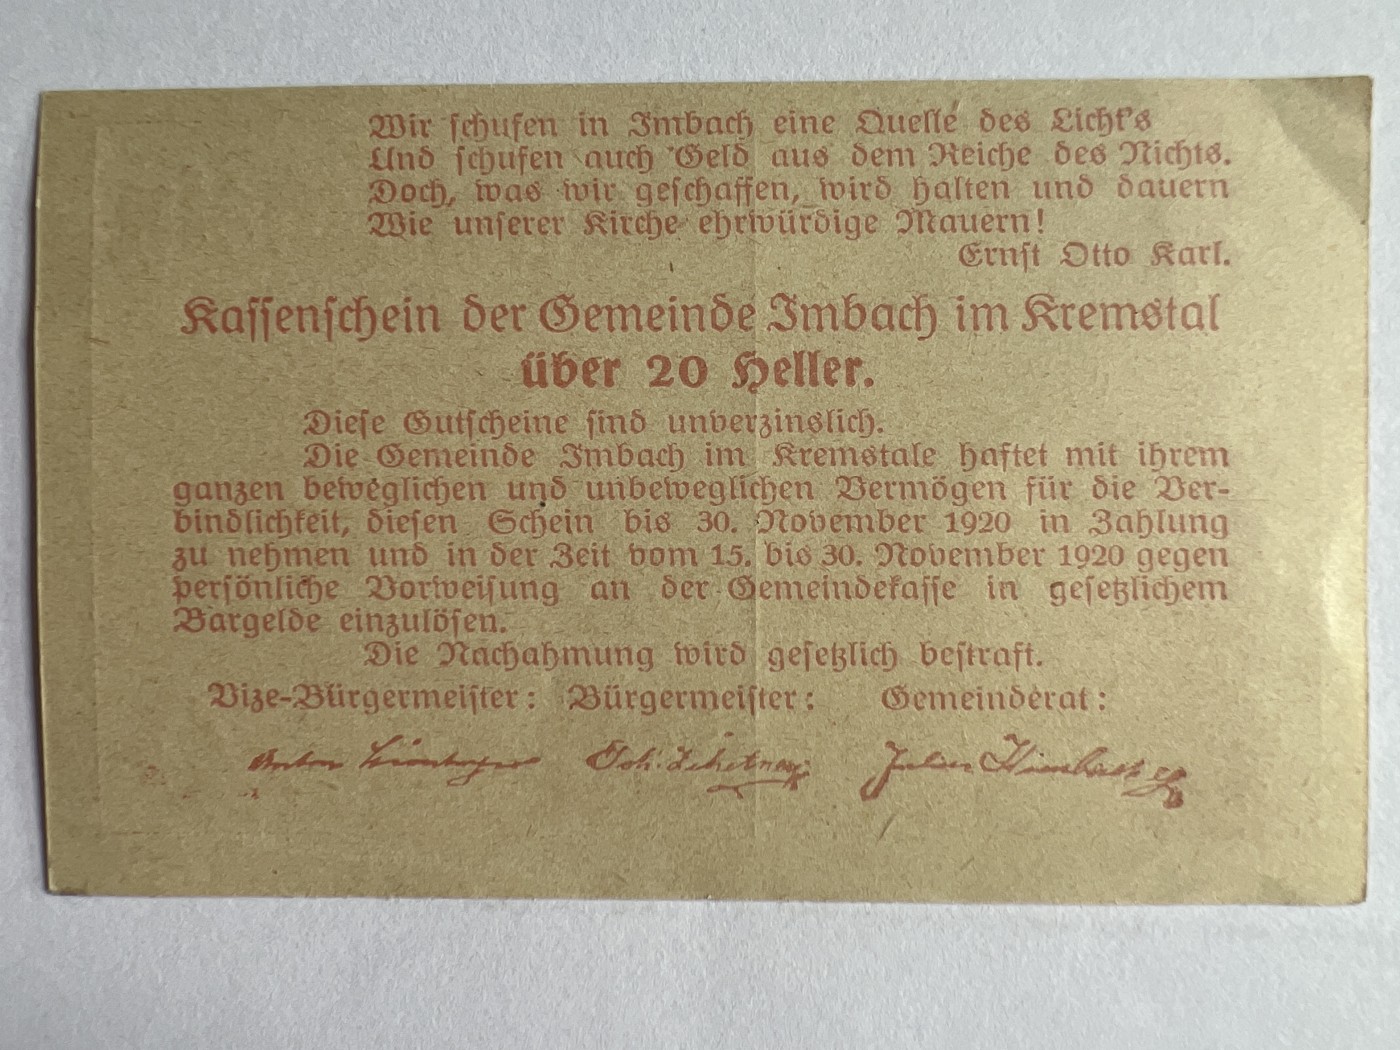 Wir schufen in Imbach eine Quelle des Licht's
Und schufen auch Geld aus dem Reiche des Nichts.
Doch, was wir geschaffen, wird halten und dauern
Wie unserer Kirche ehrwürdige Mauern!
Ernst Otto Karl.
Kassenschein der Gemeinde Imbach im Kremstal
über 20 Heller.
Diese Gutscheine sind unverzinslich.
Die Gemeinde Imbach im Kremstale haftet mit ihrem
ganzen beweglichen und unbeweglichen Vermögen für die Ver-
bindlichkeit, diesen Schein bis 30. November 1920 in Zahlung
zu nehmen und in der Zeit vom 15. bis 30. November 1920 gegen
persönliche Vorweisung an der Gemeindekasse in gesetzlichem
Bargelde einzulösen.
Die Nachahmung wird gesetzlich bestraft.
Vize-Bürgermeister: Bürgermeister: Gemeinderat:
Anton Joh.